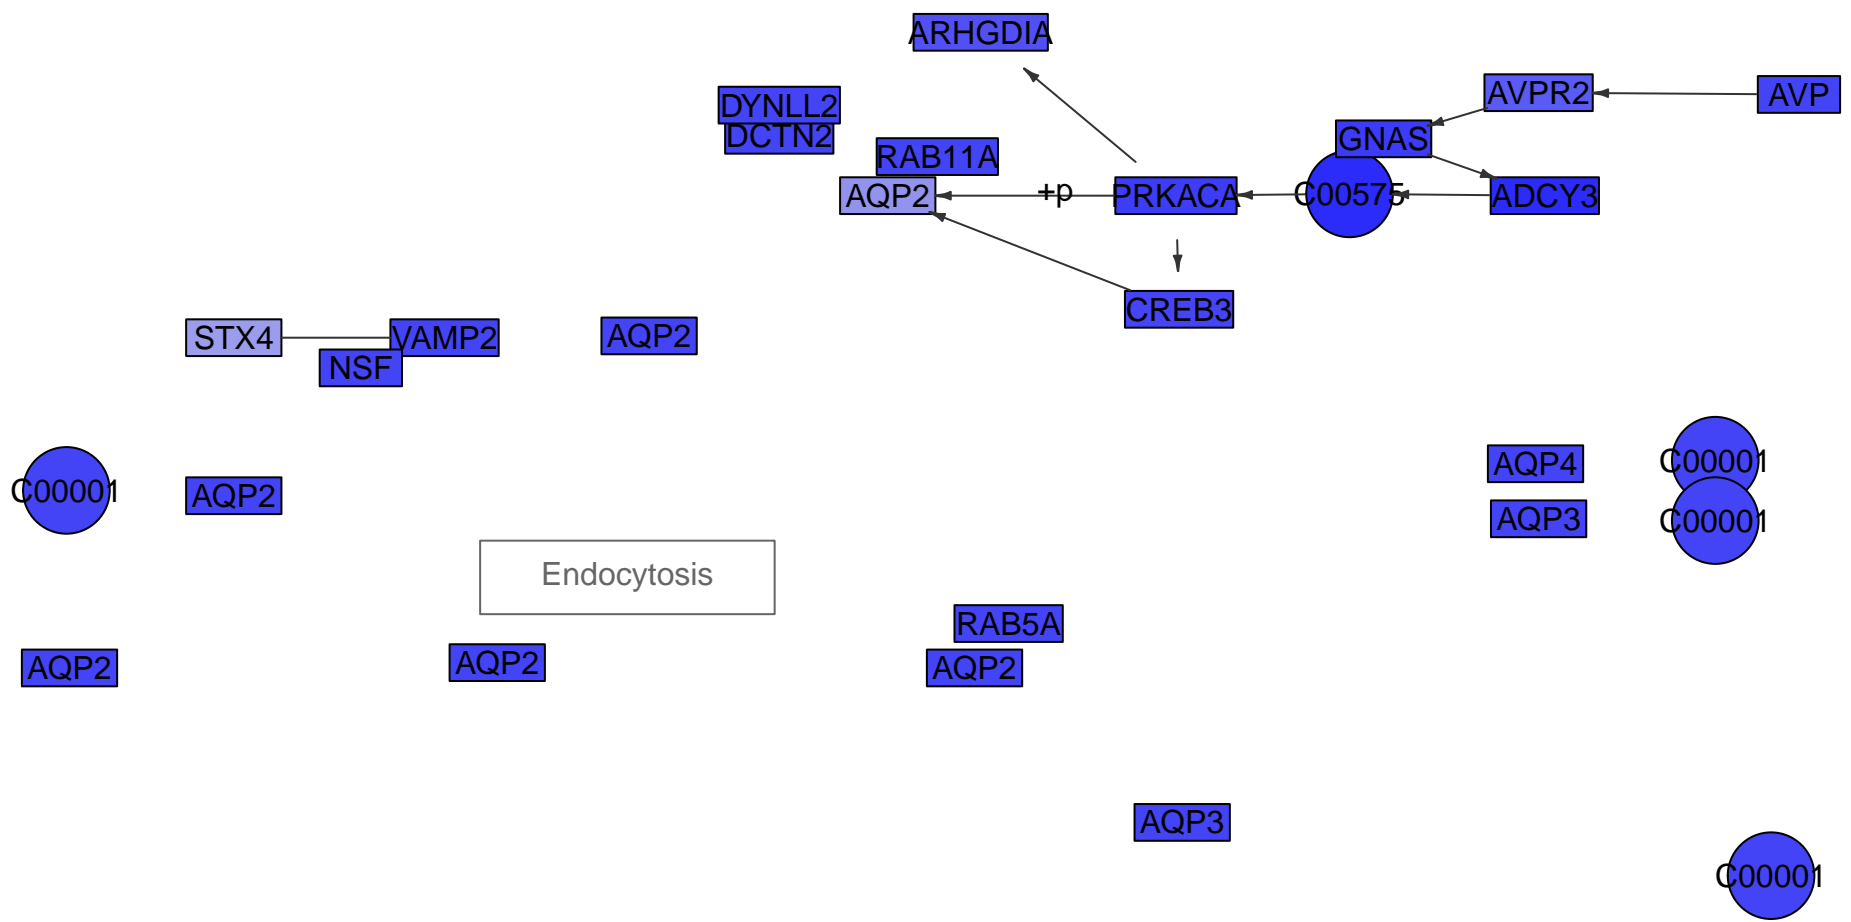 ARHGDIA
AVPR2
AVP
DYNLL2
DCTN2
GNAS
RAB11A
AQP2
+p
PRKACA
C00575
ADCY3
CREB3
STX4
VAMP2
AQP2
NSF
C00001
AQP2
AQP4
C00001
AQP3
C00001
Endocytosis
RAB5A
AQP2
AQP2
AQP2
AQP3
C00001